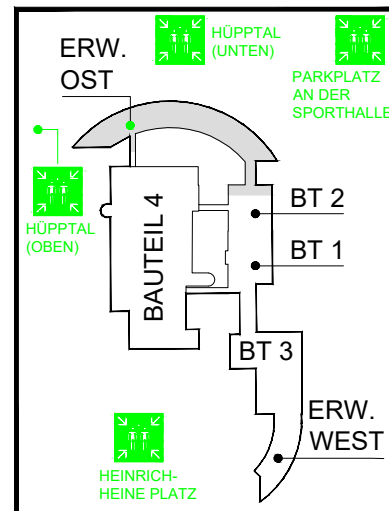 HÜPPTAL
(UNTEN)
PARKPLATZ
AN DER
SPORTHALLE
ERW.
OST
HÜPPTAL
(OBEN)
BAUTEIL 4
BT 2
BT 1
BT 3
ERW.
WEST
HEINRICH-
HEINE PLATZ